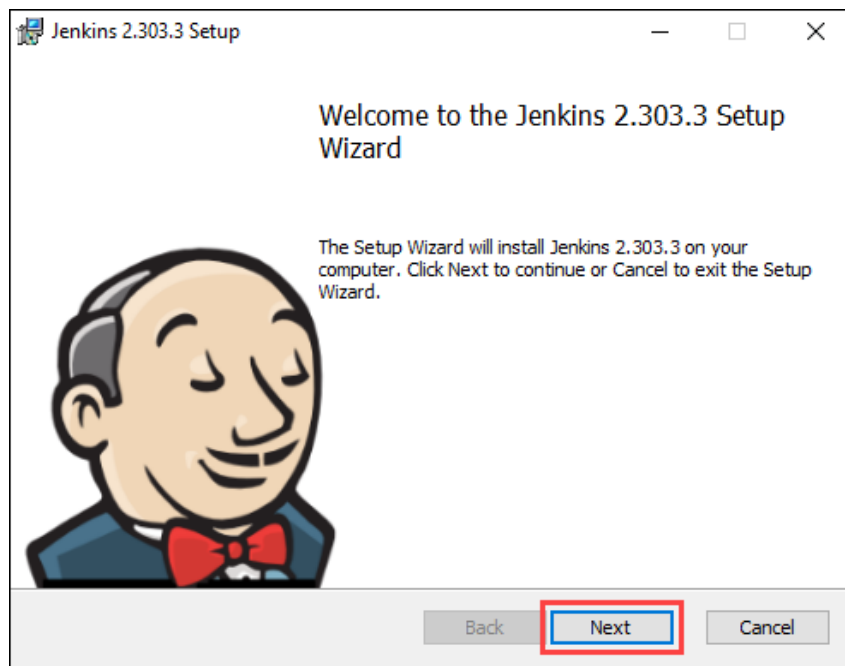 Jenkins 2.303.3 Setup
Welcome to the Jenkins 2.303.3 Setup
Wizard
The Setup Wizard will install Jenkins 2.303.3 on your
computer. Click Next to continue or Cancel to exit the Setup
Wizard.
Back Next Cancel